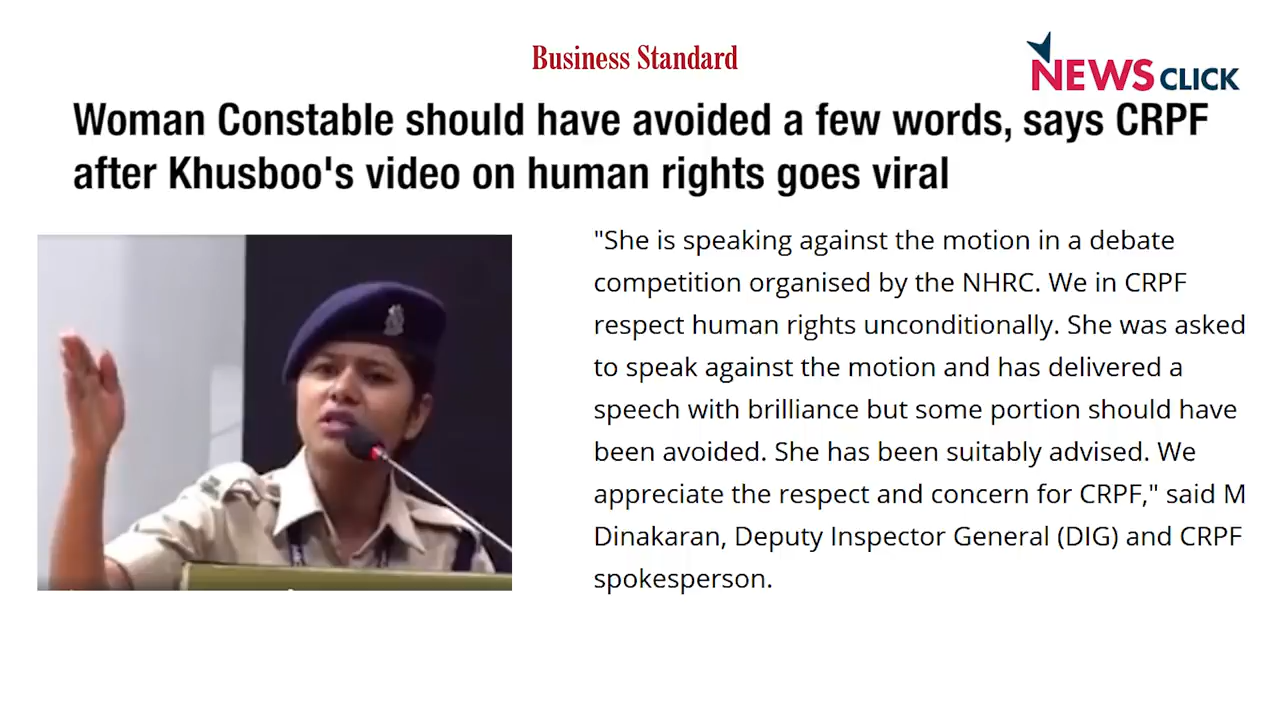 Business Standard
NEWSCLICK
Woman Constable should have avoided a few words, says CRPF
after Khusboo's video on human rights goes viral
"She is speaking against the motion in a debate
competition organised by the NHRC. We in CRPF
respect human rights unconditionally. She was asked
to speak against the motion and has delivered a
speech with brilliance but some portion should have
been avoided. She has been suitably advised. We
appreciate the respect and concern for CRPF," said M
Dinakaran, Deputy Inspector General (DIG) and CRPF
spokesperson.